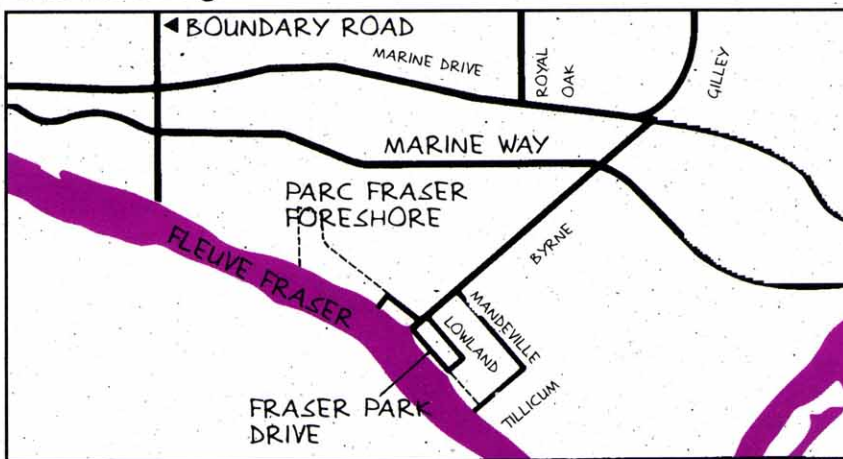 BOUNDARY ROAD
MARINE DRIVE
ROYAL
OAK
GILLEY
MARINE WAY
PARC FRASER
FORESHORE
FLEUVE FRASER
BYRNE
MANDEVILLE
LOWLAND
TILLICUM
FRASER PARK
DRIVE